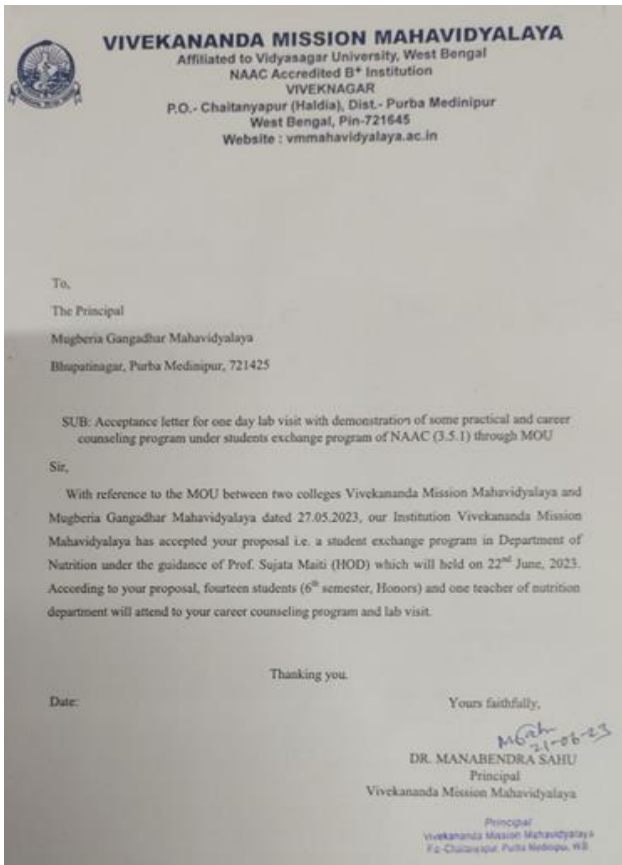 VIVEKANANDA MISSION MAHAVIDYALAYA
Affiliated to Vidyasagar University, West Bengal
NAAC Accredited B+ Institution
VIVEKNAGAR
P.O.- Chaitanyapur (Haldia), Dist.- Purba Medinipur
West Bengal, Pin-721645
Website : vmmahavidyalaya.ac.in
To,
The Principal
Mugberia Gangadhar Mahavidyalaya
Bhupatinagar, Purba Medinipur, 721425
SUB: Acceptance letter for one day lab visit with demonstration of some practical and career
counseling program under students exchange program of NAAC (3.5.1) through MOU
Sir,
With reference to the MOU between two colleges Vivekananda Mission Mahavidyalaya and
Mugberia Gangadhar Mahavidyalaya dated 27.05.2023, our Institution Vivekananda Mission
Mahavidyalaya has accepted your proposal i.e. a student exchange program in Department of
Nutrition under the guidance of Prof. Sujata Maiti (HOD) which will held on 22nd June, 2023.
According to your proposal, fourteen students (6th semester, Honors) and one teacher of nutrition
department will attend to your career counseling program and lab visit.
Thanking you.
Date:
Yours faithfully,
21-06-23
DR. MANABENDRA SAHU
Principal
Vivekananda Mission Mahavidyalaya
Principal
Vivekananda Mission Mahavidyalaya
P.o-Chaitanyapur, Purba Medinipur, W.B.